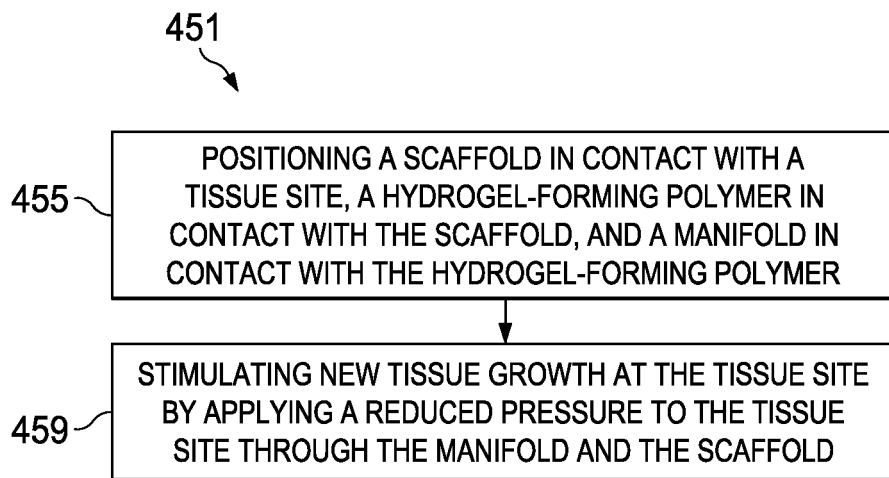 451
455
POSITIONING A SCAFFOLD IN CONTACT WITH A
TISSUE SITE, A HYDROGEL-FORMING POLYMER IN
CONTACT WITH THE SCAFFOLD, AND A MANIFOLD IN
CONTACT WITH THE HYDROGEL-FORMING POLYMER
459
STIMULATING NEW TISSUE GROWTH AT THE TISSUE SITE
BY APPLYING A REDUCED PRESSURE TO THE TISSUE
SITE THROUGH THE MANIFOLD AND THE SCAFFOLD